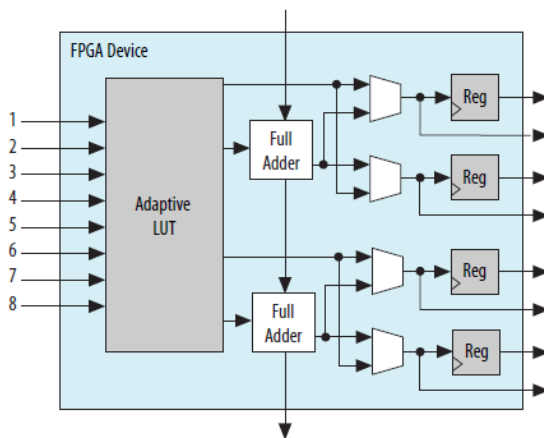 FPGA Device
1
2
3
4
5
6
7
8
Adaptive
LUT
Full
Adder
Full
Adder
Reg
Reg
Reg
Reg